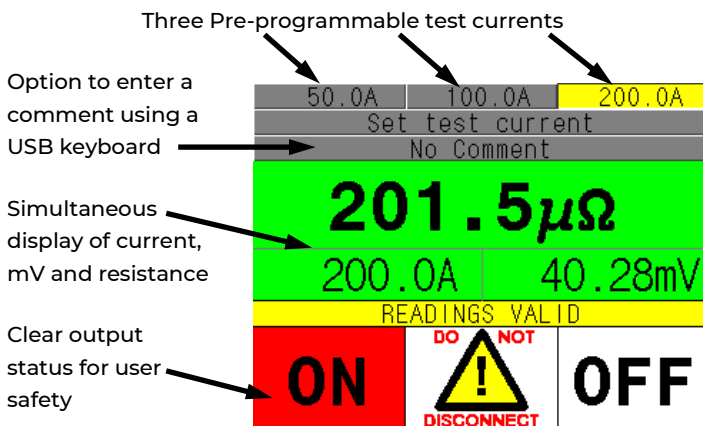 Three Pre-programmable test currents
Option to enter a
comment using a
USB keyboard
50.0A 100.0A 200.0A
Set test current
No Comment
201.5μΩ
Simultaneous
display of current,
mV and resistance
200.0A 40.28mV
READINGS VALID
Clear output
status for user
safety
ON
DO NOT
!
DISCONNECT
OFF